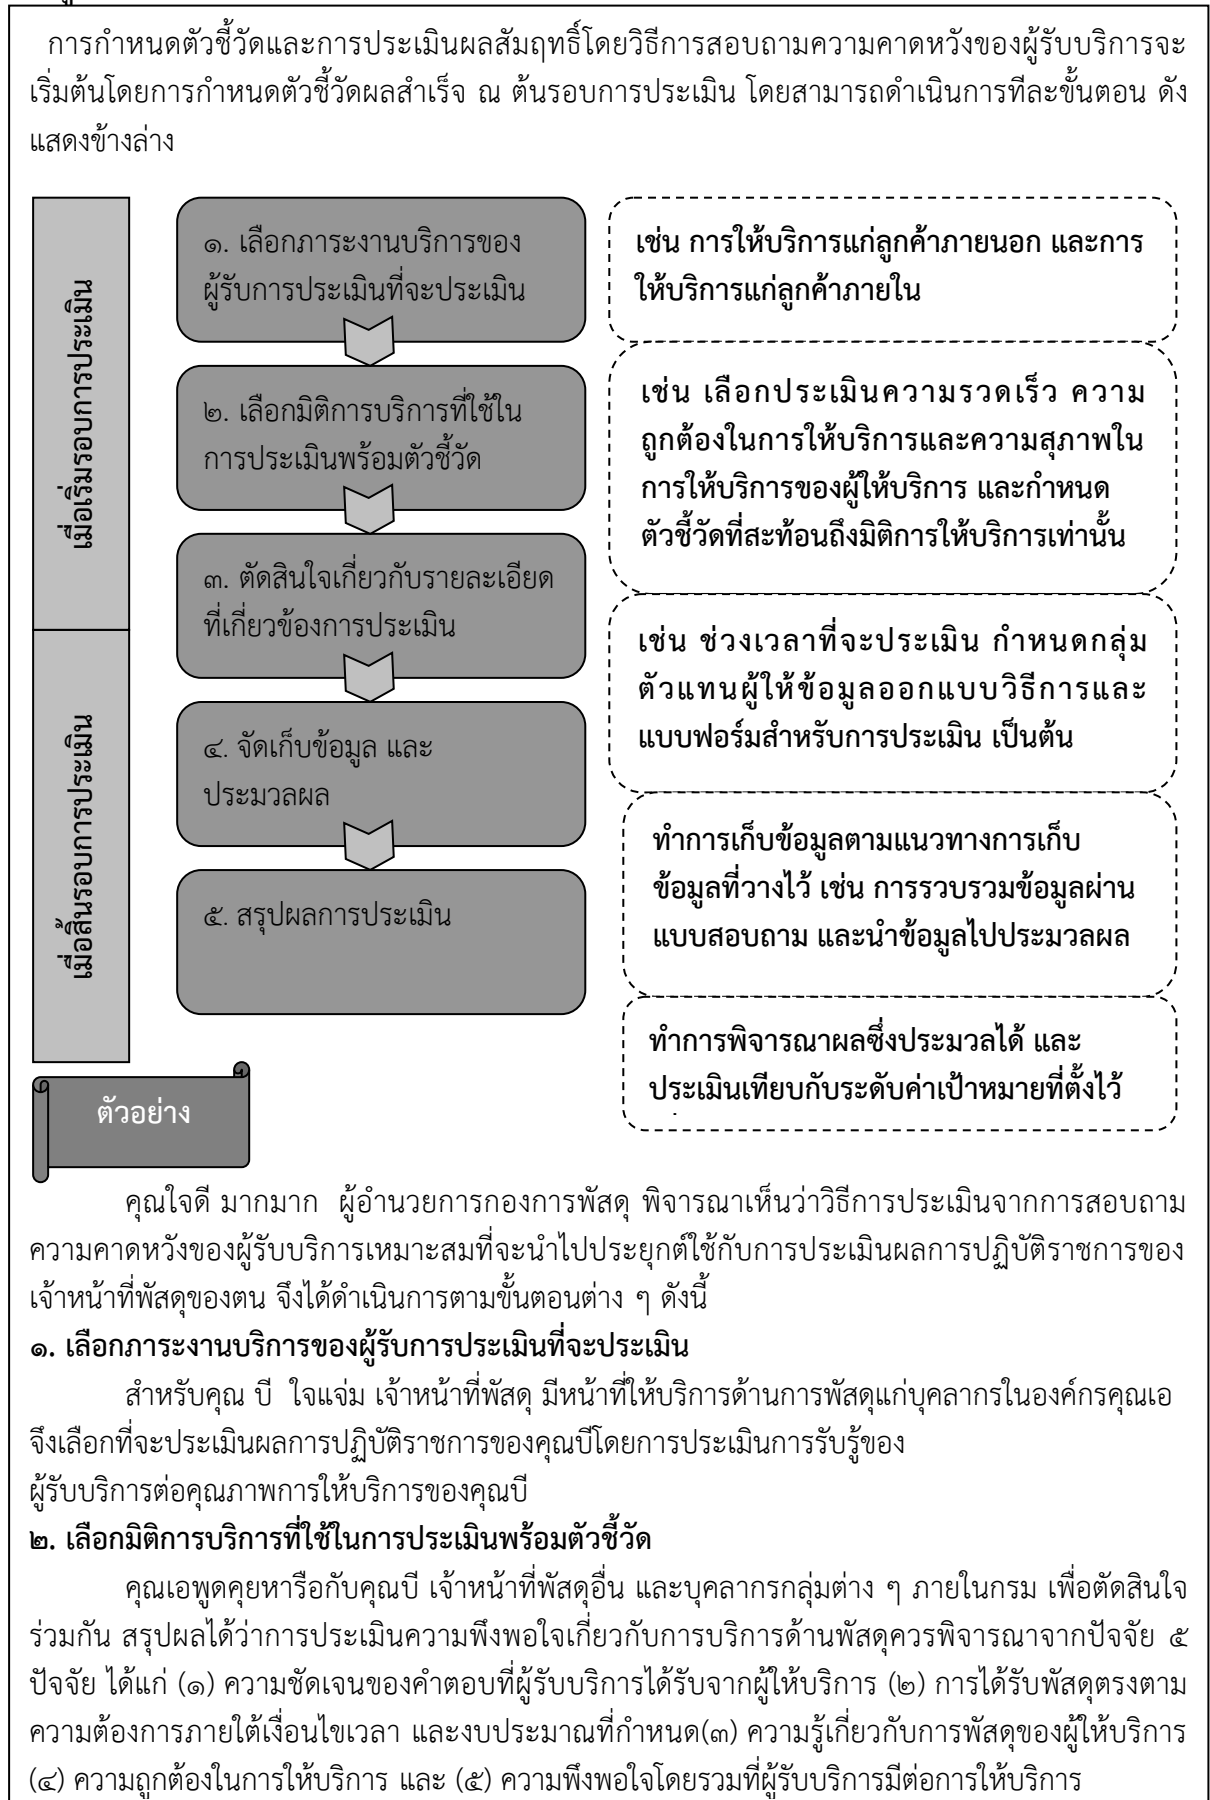 การกำหนดตัวชี้วัดและการประเมินผลสัมฤทธิ์โดยวิธีการสอบถามความคาดหวังของผู้รับบริการจะ
เริ่มต้นโดยการกำหนดตัวชี้วัดผลสำเร็จ ณ ต้นรอบการประเมิน โดยสามารถดำเนินการทีละขั้นตอน ดัง
แสดงข้างล่าง
เมื่อเริ่มรอบการประเมิน
๑. เลือกภาระงานบริการของ
ผู้รับการประเมินที่จะประเมิน
เช่น การให้บริการแก่ลูกค้าภายนอก และการ
ให้บริการแก่ลูกค้าภายใน
๒. เลือกมิติการบริการที่ใช้ใน
การประเมินพร้อมตัวชี้วัด
เช่น เลือกประเมินความรวดเร็ว ความ
ถูกต้องในการให้บริการและความสุภาพใน
การให้บริการของผู้ให้บริการ และกำหนด
ตัวชี้วัดที่สะท้อนถึงมิติการให้บริการเท่านั้น
๓. ตัดสินใจเกี่ยวกับรายละเอียด
ที่เกี่ยวข้องการประเมิน
เช่น ช่วงเวลาที่จะประเมิน กำหนดกลุ่ม
ตัวแทนผู้ให้ข้อมูลออกแบบวิธีการและ
แบบฟอร์มสำหรับการประเมิน เป็นต้น
เมื่อสิ้นรอบการประเมิน
๔. จัดเก็บข้อมูล และ
ประมวลผล
ทำการเก็บข้อมูลตามแนวทางการเก็บ
ข้อมูลที่วางไว้ เช่น การรวบรวมข้อมูลผ่าน
แบบสอบถาม และนำข้อมูลไปประมวลผล
๕. สรุปผลการประเมิน
ทำการพิจารณาผลซึ่งประมวลได้ และ
ประเมินเทียบกับระดับค่าเป้าหมายที่ตั้งไว้
ตัวอย่าง
คุณใจดี มากมาก ผู้อำนวยการกองการพัสดุ พิจารณาเห็นว่าวิธีการประเมินจากการสอบถาม
ความคาดหวังของผู้รับบริการเหมาะสมที่จะนำไปประยุกต์ใช้กับการประเมินผลการปฏิบัติราชการของ
เจ้าหน้าที่พัสดุของตน จึงได้ดำเนินการตามขั้นตอนต่าง ๆ ดังนี้
๑. เลือกภาระงานบริการของผู้รับการประเมินที่จะประเมิน
สำหรับคุณ บี ใจแจ่ม เจ้าหน้าที่พัสดุ มีหน้าที่ให้บริการด้านการพัสดุแก่บุคลากรในองค์กรคุณเอ
จึงเลือกที่จะประเมินผลการปฏิบัติราชการของคุณบีโดยการประเมินการรับรู้ของ
ผู้รับบริการต่อคุณภาพการให้บริการของคุณบี
๒. เลือกมิติการบริการที่ใช้ในการประเมินพร้อมตัวชี้วัด
คุณเอพูดคุยหารือกับคุณบี เจ้าหน้าที่พัสดุอื่น และบุคลากรกลุ่มต่าง ๆ ภายในกรม เพื่อตัดสินใจ
ร่วมกัน สรุปผลได้ว่าการประเมินความพึงพอใจเกี่ยวกับการบริการด้านพัสดุควรพิจารณาจากปัจจัย ๕
ปัจจัย ได้แก่ (๑) ความชัดเจนของคำตอบที่ผู้รับบริการได้รับจากผู้ให้บริการ (๒) การได้รับพัสดุตรงตาม
ความต้องการภายใต้เงื่อนไขเวลา และงบประมาณที่กำหนด(๓) ความรู้เกี่ยวกับการพัสดุของผู้ให้บริการ
(๔) ความถูกต้องในการให้บริการ และ (๕) ความพึงพอใจโดยรวมที่ผู้รับบริการมีต่อการให้บริการ